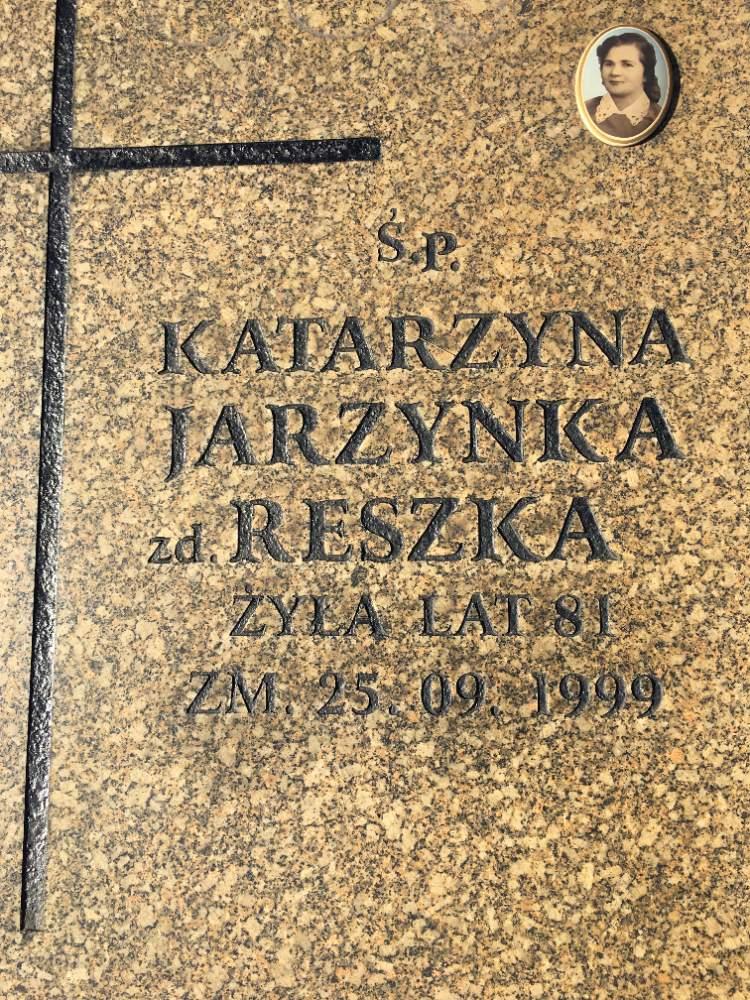 Ś.P.
KATARZYNA
JARZYNKA
zd. RESZKA
ŻYŁA LAT 81
ZM. 25. 09. 1999